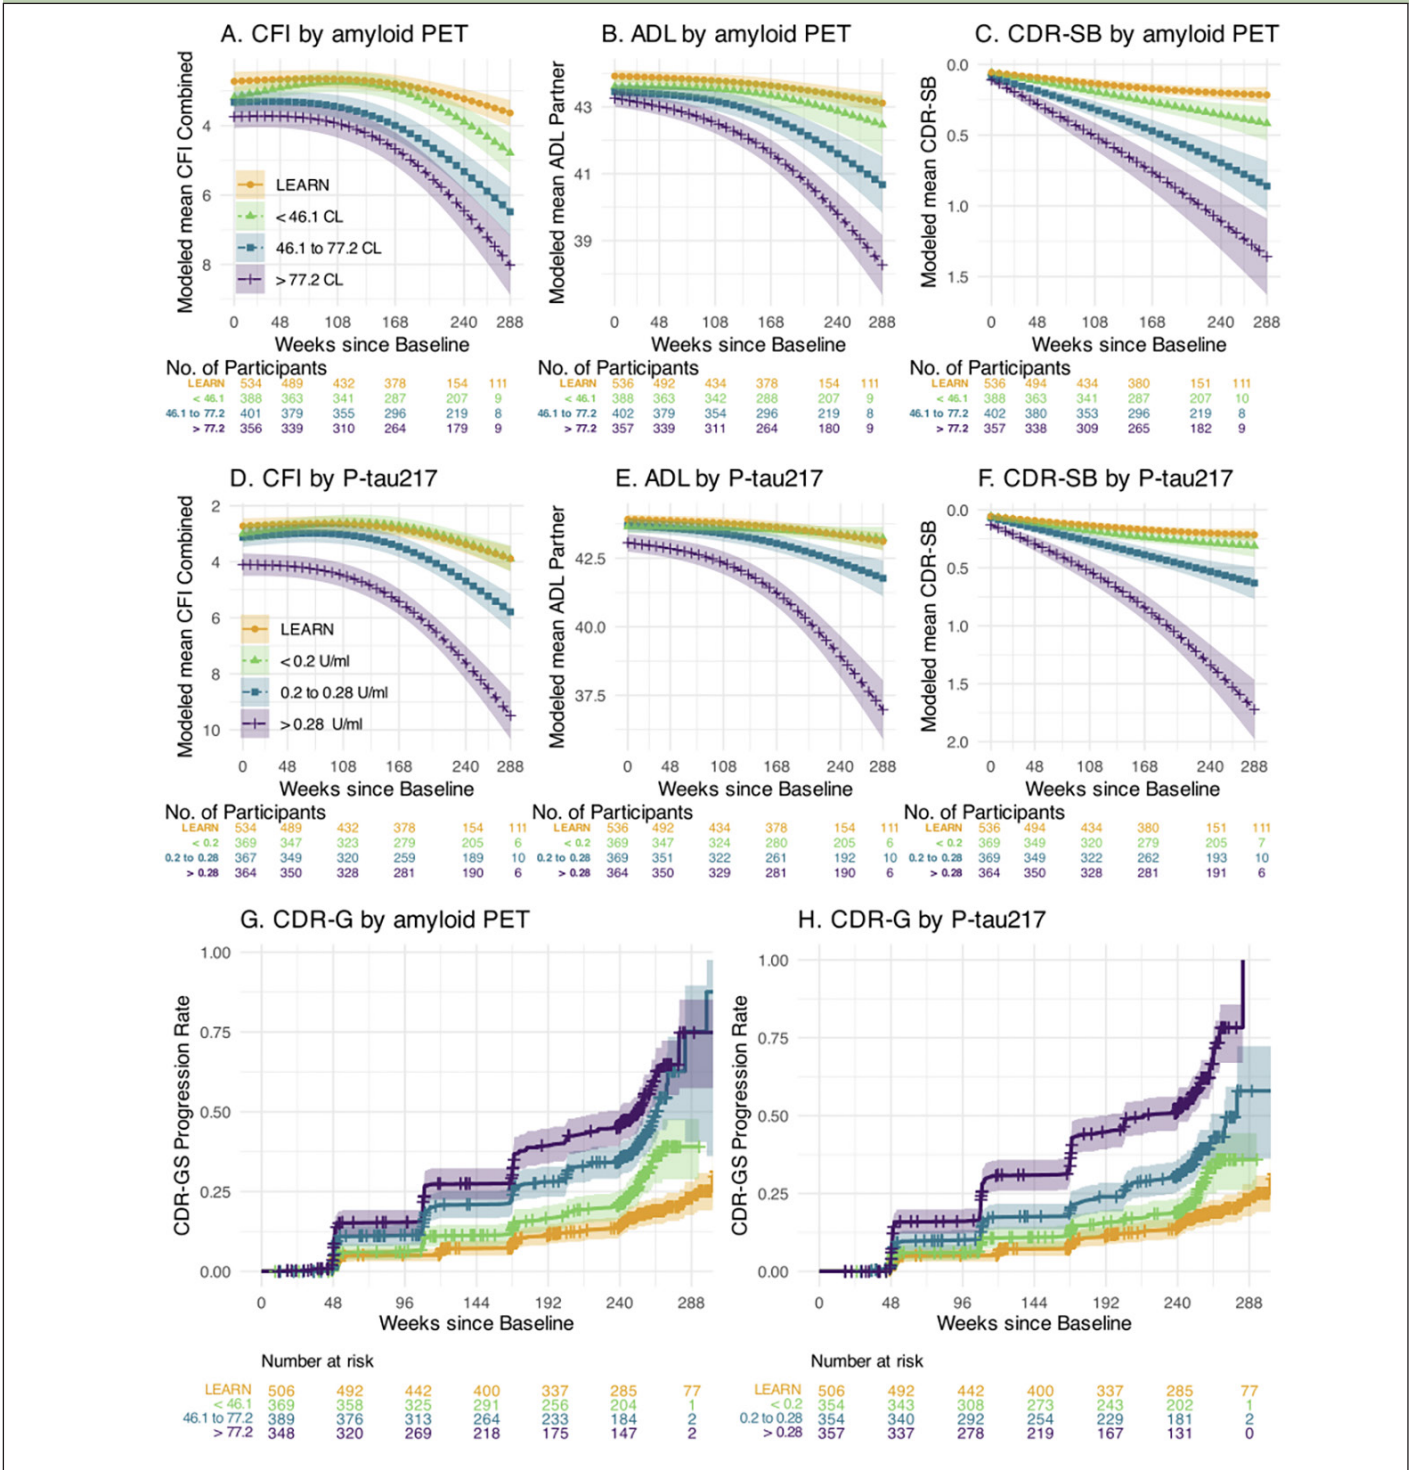 A. CFI by amyloid PET
B. ADL by amyloid PET
C. CDR-SB by amyloid PET
Modeled mean CFI Combined
4
6
8
LEARN
< 46.1 CL
46.1 to 77.2 CL
> 77.2 CL
0 48 108 168 240 288
Weeks since Baseline
Modeled mean ADL Partner
43
41
39
0 48 108 168 240 288
Weeks since Baseline
Modeled mean CDR-SB
0.0
0.5
1.0
1.5
0 48 108 168 240 288
Weeks since Baseline
No. of Participants
LEARN 534 489 432 378 154 111
< 46.1 388 363 341 287 207 9
46.1 to 77.2 401 379 355 296 219 8
> 77.2 356 339 310 264 179 9
No. of Participants
LEARN 536 492 434 378 154 111
< 46.1 388 363 342 288 207 9
46.1 to 77.2 402 379 354 296 219 8
> 77.2 357 339 311 264 180 9
No. of Participants
LEARN 536 494 434 380 151 111
< 46.1 388 363 341 287 207 10
46.1 to 77.2 402 380 353 296 219 8
> 77.2 357 338 309 265 182 9
D. CFI by P-tau217
E. ADL by P-tau217
F. CDR-SB by P-tau217
Modeled mean CFI Combined
2
4
6
8
10
LEARN
< 0.2 U/ml
0.2 to 0.28 U/ml
> 0.28 U/ml
0 48 108 168 240 288
Weeks since Baseline
Modeled mean ADL Partner
42.5
40.0
37.5
0 48 108 168 240 288
Weeks since Baseline
Modeled mean CDR-SB
0.0
0.5
1.0
1.5
2.0
0 48 108 168 240 288
Weeks since Baseline
No. of Participants
LEARN 534 489 432 378 154 111
< 0.2 369 347 323 279 205 6
0.2 to 0.28 367 349 320 259 189 10
> 0.28 364 350 328 281 190 6
No. of Participants
LEARN 536 492 434 378 154 111
< 0.2 369 347 324 280 205 6
0.2 to 0.28 369 351 322 261 192 10
> 0.28 364 350 329 281 190 6
No. of Participants
LEARN 536 494 434 380 151 111
< 0.2 369 349 320 279 205 7
0.2 to 0.28 369 350 322 262 193 10
> 0.28 364 350 328 281 191 6
G. CDR-G by amyloid PET
H. CDR-G by P-tau217
CDR-GS Progression Rate
1.00
0.75
0.50
0.25
0.00
0 48 96 144 192 240 288
Weeks since Baseline
CDR-GS Progression Rate
1.00
0.75
0.50
0.25
0.00
0 48 96 144 192 240 288
Weeks since Baseline
Number at risk
LEARN 506 492 442 400 337 285 77
< 46.1 369 358 325 291 256 204 1
46.1 to 77.2 389 376 313 264 233 184 2
> 77.2 348 320 269 218 175 147 2
Number at risk
LEARN 506 492 442 400 337 285 77
< 0.2 354 343 308 273 243 202 1
0.2 to 0.28 354 340 292 254 229 181 2
> 0.28 357 337 278 219 167 131 0